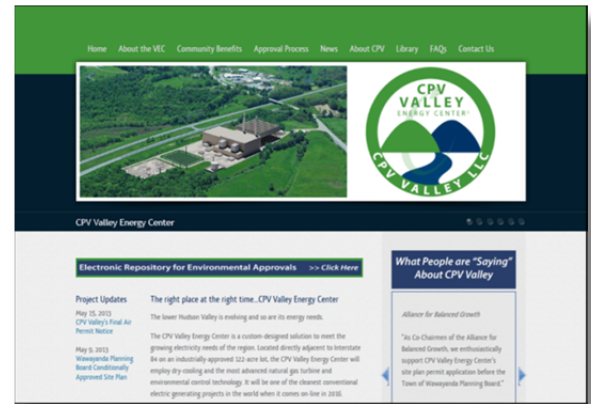 Home About the VEC Community Benefits Approval Process News About CPV Library FAQs Contact Us
CPV
VALLEY
ENERGY CENTER
CPV VALLEY LLC
CPV Valley Energy Center
Electronic Repository for Environmental Approvals >> Click Here
What People are "Saying"
About CPV Valley
Project Updates
May 15, 2013
CPV Valley's Final Air
Permit Notice
May 9, 2013
Wawayanda Planning
Board Conditionally
Approved Site Plan
The right place at the right time...CPV Valley Energy Center
The lower Hudson Valley is evolving and so are its energy needs.
The CPV Valley Energy Center is a custom-designed solution to meet the
growing electricity needs of the region. Located directly adjacent to Interstate
84 on an industrially-approved 122-acre lot, the CPV Valley Energy Center will
employ dry-cooling and the most advanced natural gas turbine and
environmental control technology. It will be one of the cleanest conventional
electric generating projects in the world when it comes on-line in 2016.
Alliance for Balanced Growth
"As Co-Chairmen of the Alliance for
Balanced Growth, we enthusiastically
support CPV Valley Energy Center's
site plan permit application before the
Town of Wawayanda Planning Board."